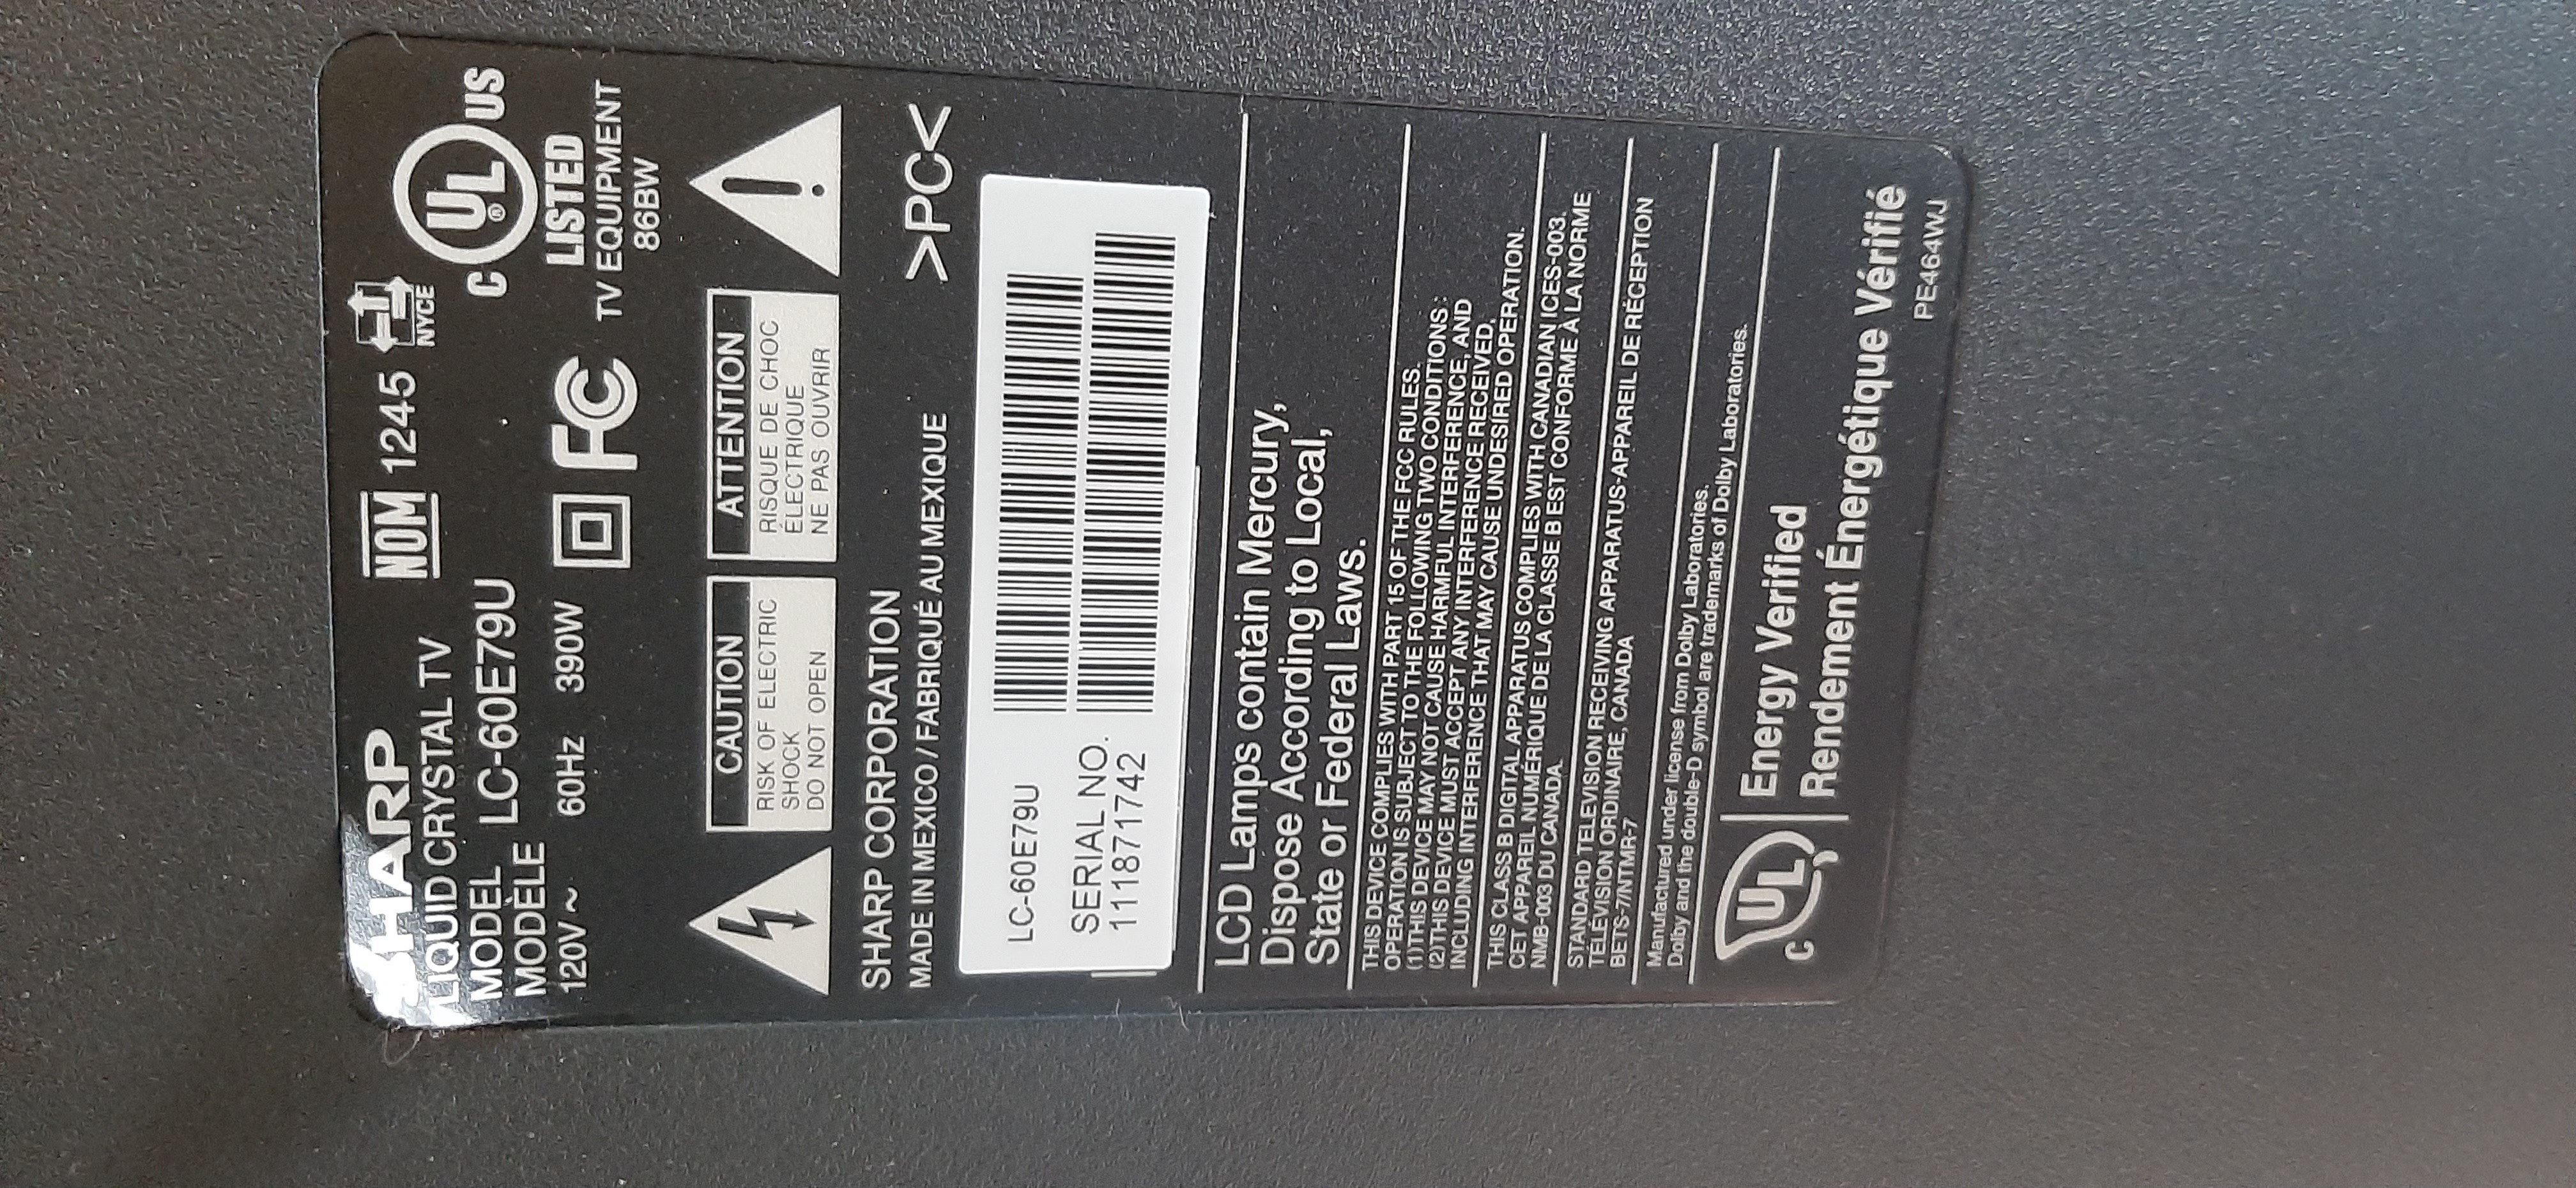 SHARP
LIQUID CRYSTAL TV
NOM 1245 NYCE
MODEL
MODÈLE LC-60E79U
120V ~ 60Hz 390W
FC
C UL ® US
LISTED
TV EQUIPMENT
86BW
CAUTION
RISK OF ELECTRIC
SHOCK
DO NOT OPEN
ATTENTION
RISQUE DE CHOC
ELECTRIQUE
NE PAS OUVRIR
!
SHARP CORPORATION
MADE IN MEXICO / FABRIQUÉ AU MEXIQUE
>PC<
LC-60E79U
SERIAL NO.
111871742
LCD Lamps contain Mercury,
Dispose According to Local,
State or Federal Laws.
THIS DEVICE COMPLIES WITH PART 15 OF THE FCC RULES.
OPERATION IS SUBJECT TO THE FOLLOWING TWO CONDITIONS:
(1)THIS DEVICE MAY NOT CAUSE HARMFUL INTERFERENCE, AND
(2)THIS DEVICE MUST ACCEPT ANY INTERFERENCE RECEIVED,
INCLUDING INTERFERENCE THAT MAY CAUSE UNDESIRED OPERATION.
THIS CLASS B DIGITAL APPARATUS COMPLIES WITH CANADIAN ICES-003.
CET APPAREIL NUMÉRIQUE DE LA CLASSE B EST CONFORME À LA NORME
NMB-003 DU CANADA.
STANDARD TELEVISION RECEIVING APPARATUS-APPAREIL DE RÉCEPTION
TÉLÉVISION ORDINAIRE, CANADA
BETS-7/NTMR-7
Manufactured under license from Dolby Laboratories.
Dolby and the double-D symbol are trademarks of Dolby Laboratories.
C UL
Energy Verified
Rendement Énergétique Vérifié
PE464WJ